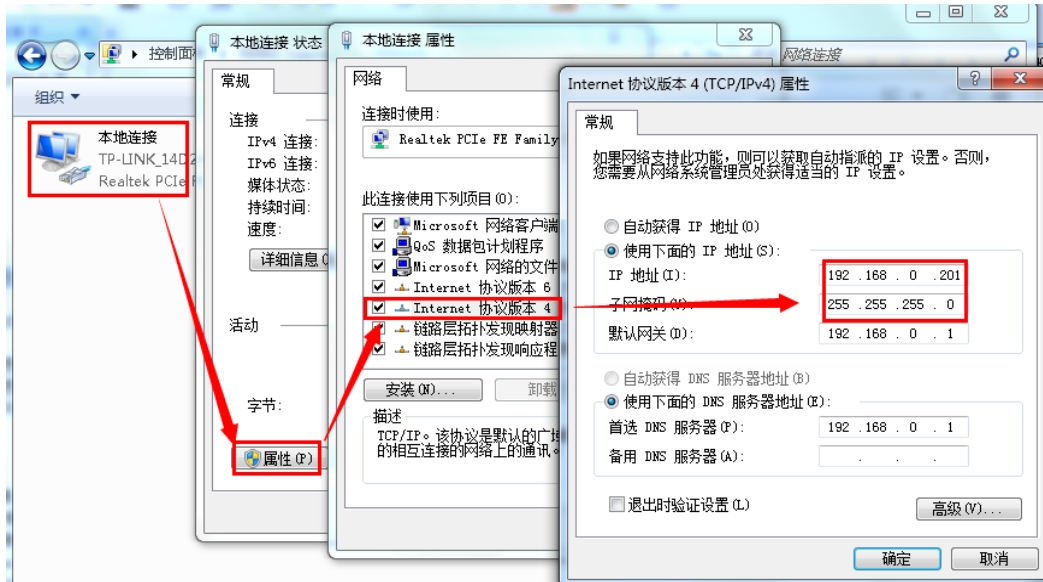 控制面
网络连接
组织
本地连接
TP-LINK_14D2
Realtek PCIe F
本地连接 状态
常规
连接
IPv4 连接:
IPv6 连接:
媒体状态:
持续时间:
速度:
详细信息(
活动
字节:
属性(P)
本地连接 属性
网络
连接时使用:
Realtek PCIe FE Family
此连接使用下列项目(O):
Microsoft 网络客户端
QoS 数据包计划程序
Microsoft 网络的文件
Internet 协议版本 6
Internet 协议版本 4
链路层拓扑发现映射器
链路层拓扑发现响应程
安装(N)...
卸载
描述
TCP/IP。该协议是默认的广域
的相互连接的网络上的通讯。
Internet 协议版本 4 (TCP/IPv4) 属性
常规
如果网络支持此功能，则可以获取自动指派的 IP 设置。否则，
您需要从网络系统管理员处获得适当的 IP 设置。
自动获得 IP 地址(O)
使用下面的 IP 地址(S):
IP 地址(I): 192 .168 . 0 .201
子网掩码(U): 255 .255 .255 . 0
默认网关(D): 192 .168 . 0 . 1
自动获得 DNS 服务器地址(B)
使用下面的 DNS 服务器地址(E):
首选 DNS 服务器(P): 192 .168 . 0 . 1
备用 DNS 服务器(A): . . .
退出时验证设置(L)
高级(V)...
确定
取消